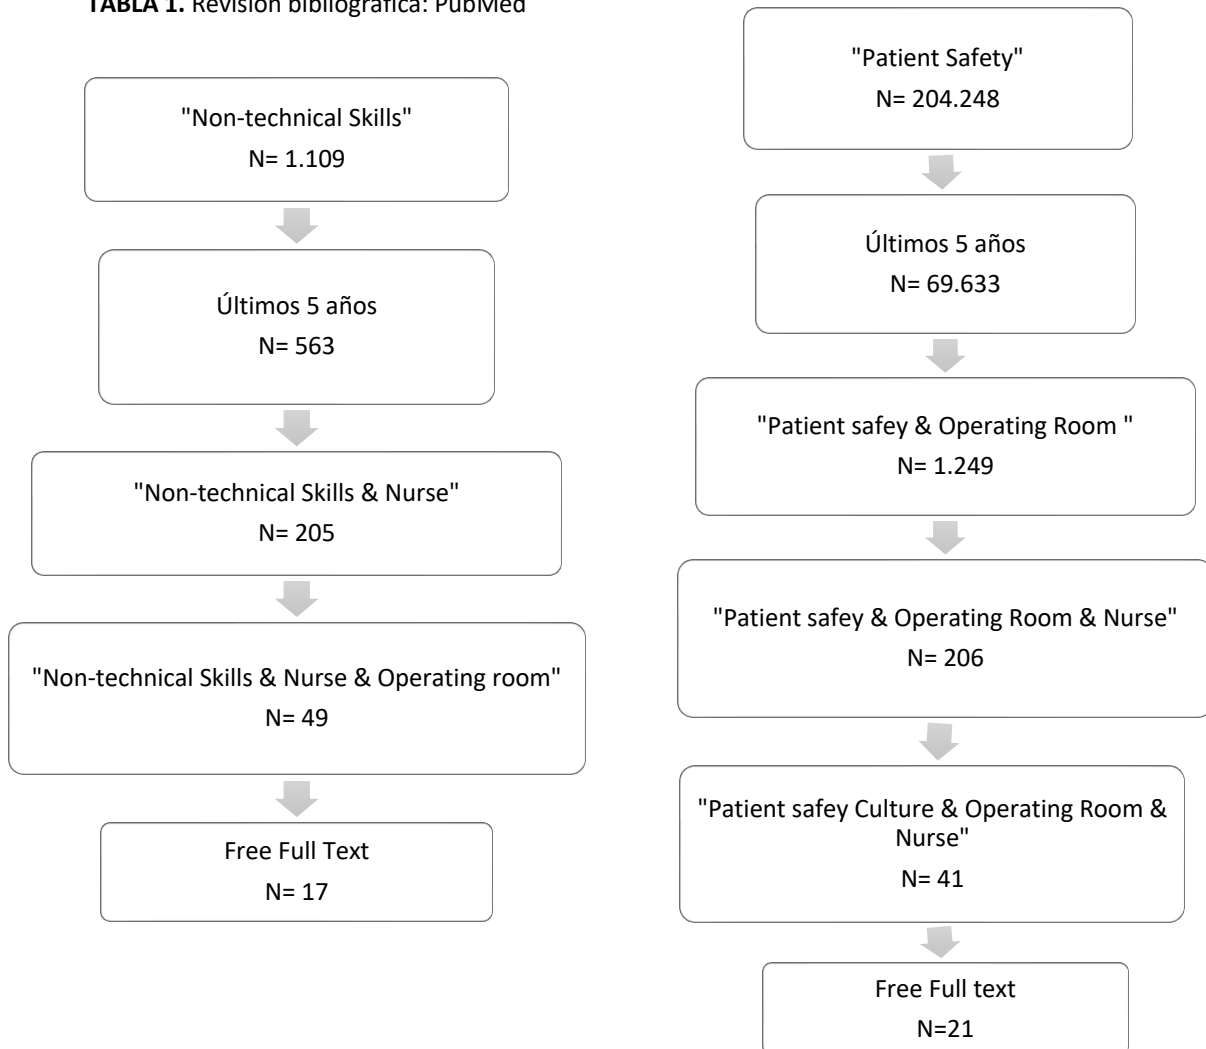 TABLA 1. Revisión bibliográfica: PubMed
"Non-technical Skills"
N= 1.109
Últimos 5 años
N= 563
"Non-technical Skills & Nurse"
N= 205
"Non-technical Skills & Nurse & Operating room"
N= 49
Free Full Text
N= 17
"Patient Safety"
N= 204.248
Últimos 5 años
N= 69.633
"Patient safey & Operating Room "
N= 1.249
"Patient safey & Operating Room & Nurse"
N= 206
"Patient safey Culture & Operating Room &
Nurse"
N= 41
Free Full text
N=21